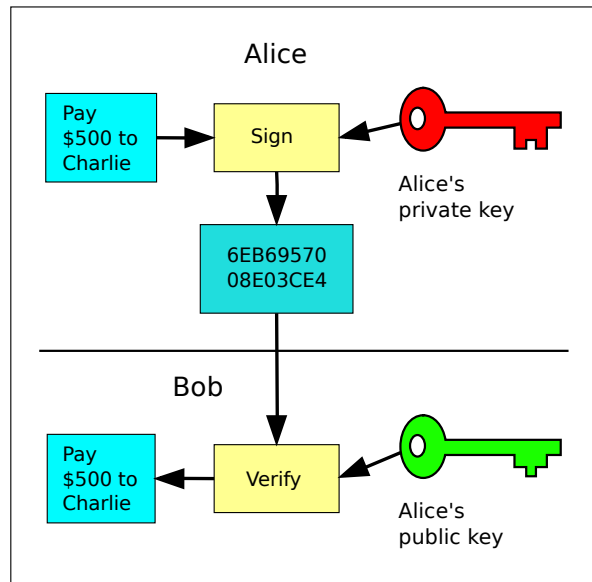 Alice
Pay
$500 to
Charlie
Sign
Alice's
private key
6EB69570
08E03CE4
Bob
Pay
$500 to
Charlie
Verify
Alice's
public key